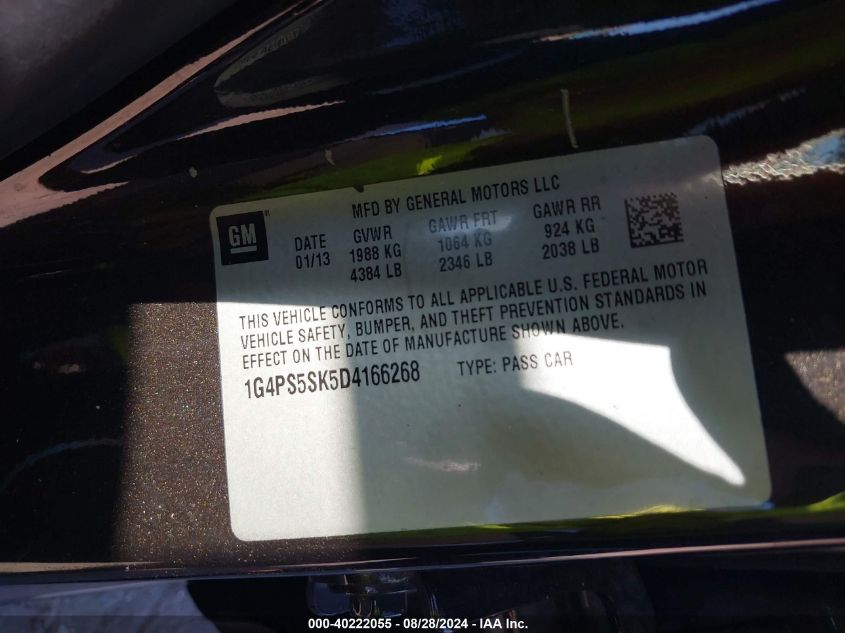 MFD BY GENERAL MOTORS LLC
GM
DATE GVWR GAWR FRT GAWR RR
01/13 1988 KG 1064 KG 924 KG
4384 LB 2346 LB 2038 LB
THIS VEHICLE CONFORMS TO ALL APPLICABLE U.S. FEDERAL MOTOR
VEHICLE SAFETY, BUMPER, AND THEFT PREVENTION STANDARDS IN
EFFECT ON THE DATE OF MANUFACTURE SHOWN ABOVE.
1G4PS5SK5D4166268 TYPE: PASS CAR
000-40222055 - 08/28/2024 - IAA Inc.